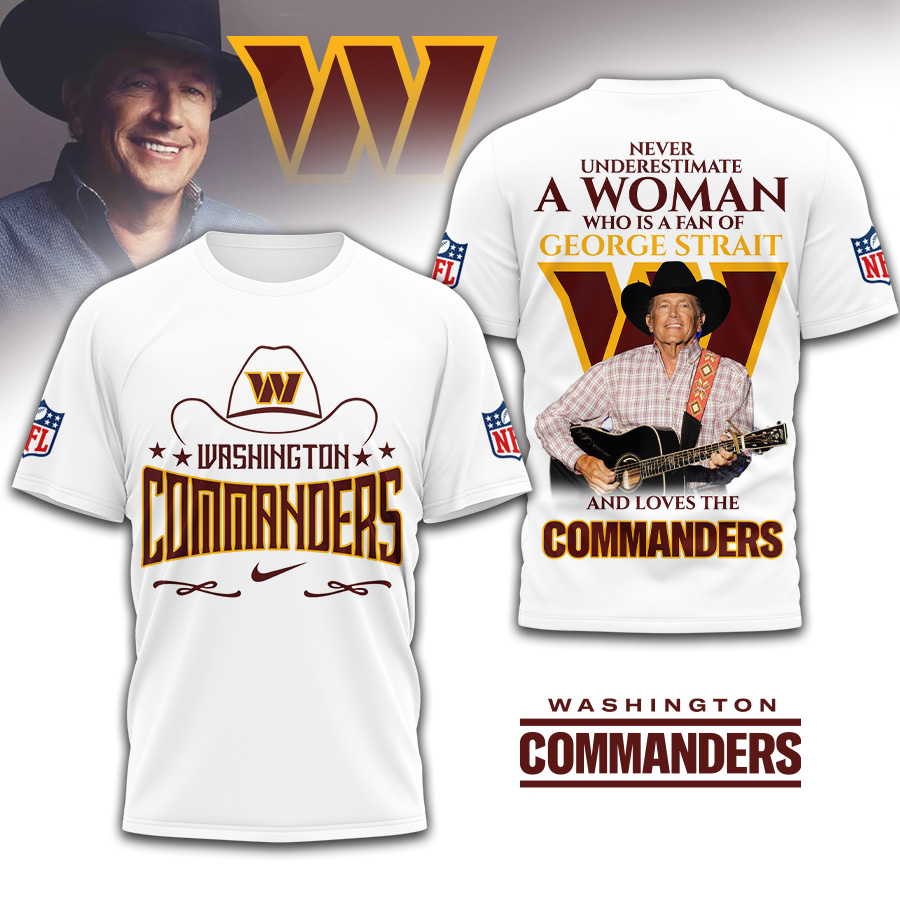 W
NEVER
UNDERESTIMATE
A WOMAN
WHO IS A FAN OF
GEORGE STRAIT
NFL
NFL
W
AND LOVES THE
COMMANDERS
W
WASHINGTON
COMMANDERS
NFL
NFL
WASHINGTON
COMMANDERS